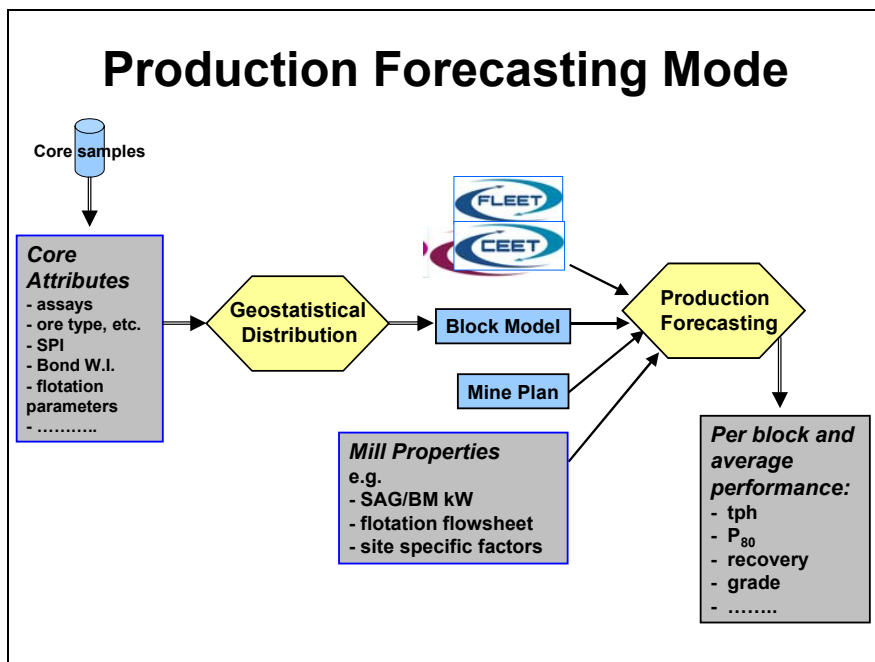 Production Forecasting Mode
Core samples
Core
Attributes
- assays
- ore type, etc.
- SPI
- Bond W.I.
- flotation
parameters
- ………..
Geostatistical
Distribution
FLEET
CEET
Block Model
Mine Plan
Mill Properties
e.g.
- SAG/BM kW
- flotation flowsheet
- site specific factors
Production
Forecasting
Per block and
average
performance:
- tph
- P80
- recovery
- grade
- ……..